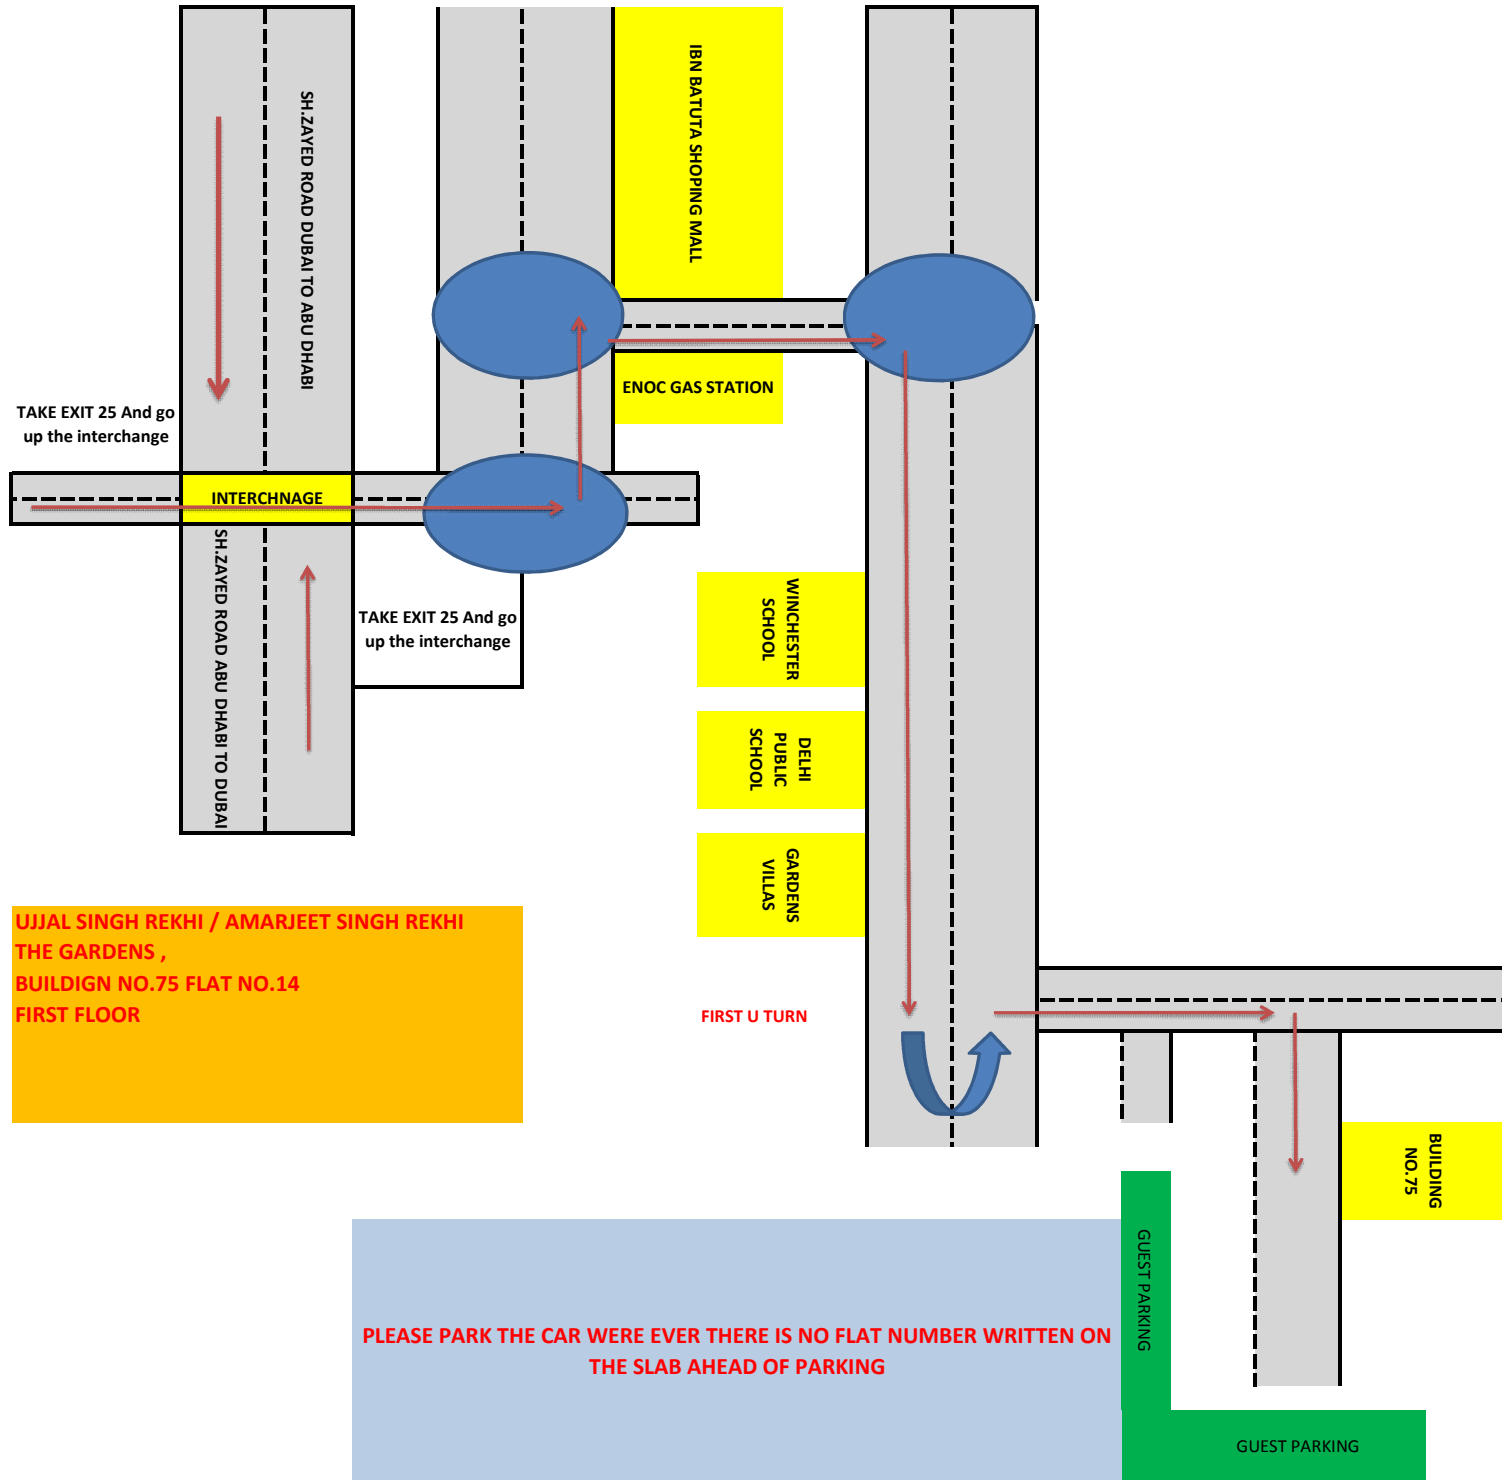 SH.ZAYED ROAD DUBAI TO ABU DHABI
IBN BATUTA SHOPING MALL
ENOC GAS STATION
TAKE EXIT 25 And go
up the interchange
INTERCHNAGE
SH.ZAYED ROAD ABU DHABI TO DUBAI
TAKE EXIT 25 And go
up the interchange
WINCHESTER
SCHOOL
DELHI
PUBLIC
SCHOOL
GARDENS
VILLAS
UJJAL SINGH REKHI / AMARJEET SINGH REKHI
THE GARDENS ,
BUILDIGN NO.75 FLAT NO.14
FIRST FLOOR
FIRST U TURN
BUILDING
NO.75
GUEST PARKING
PLEASE PARK THE CAR WERE EVER THERE IS NO FLAT NUMBER WRITTEN ON
THE SLAB AHEAD OF PARKING
GUEST PARKING